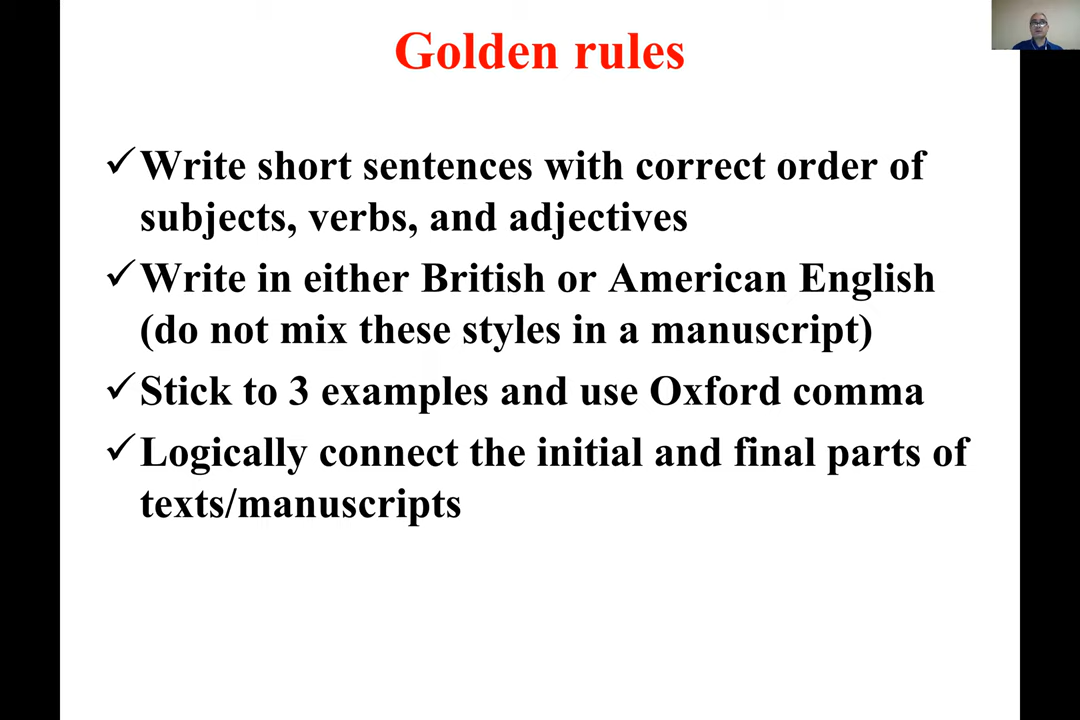 Golden rules
✓Write short sentences with correct order of
subjects, verbs, and adjectives
✓Write in either British or American English
(do not mix these styles in a manuscript)
✓Stick to 3 examples and use Oxford comma
✓Logically connect the initial and final parts of
texts/manuscripts